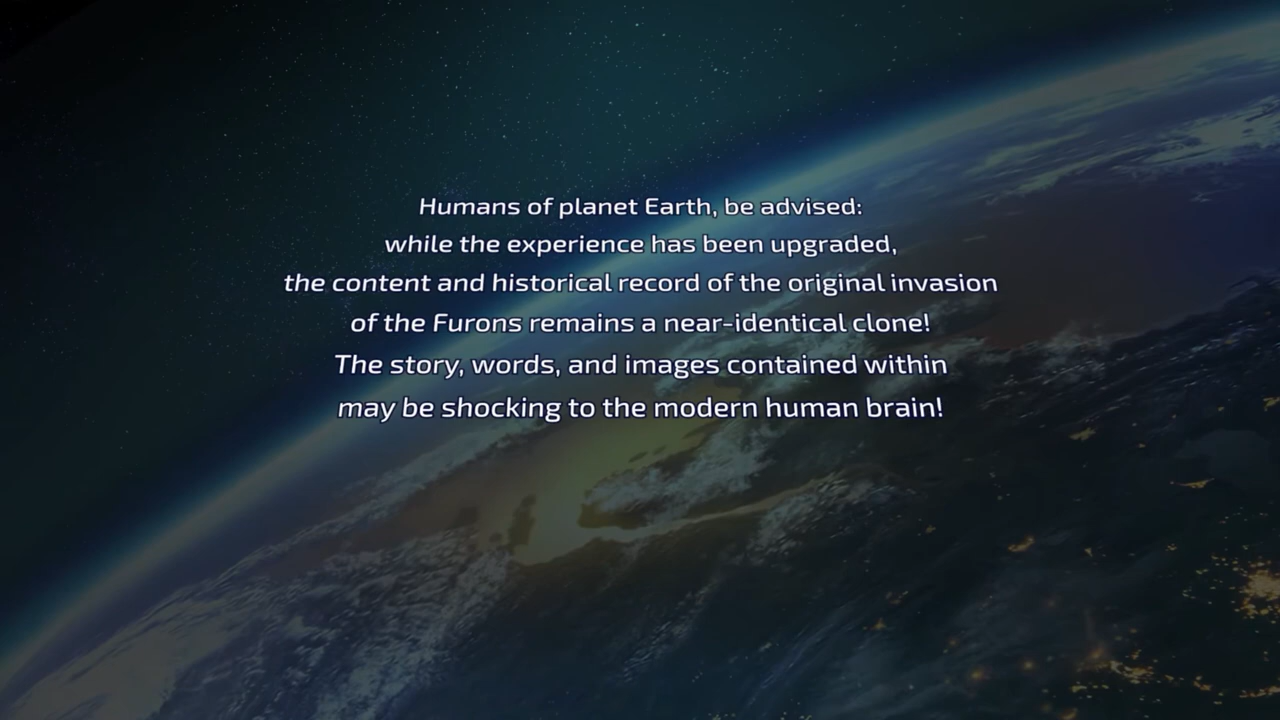 Humans of planet Earth, be advised:
while the experience has been upgraded,
the content and historical record of the original invasion
of the Furons remains a near-identical clone!
The story, words, and images contained within
may be shocking to the modern human brain!